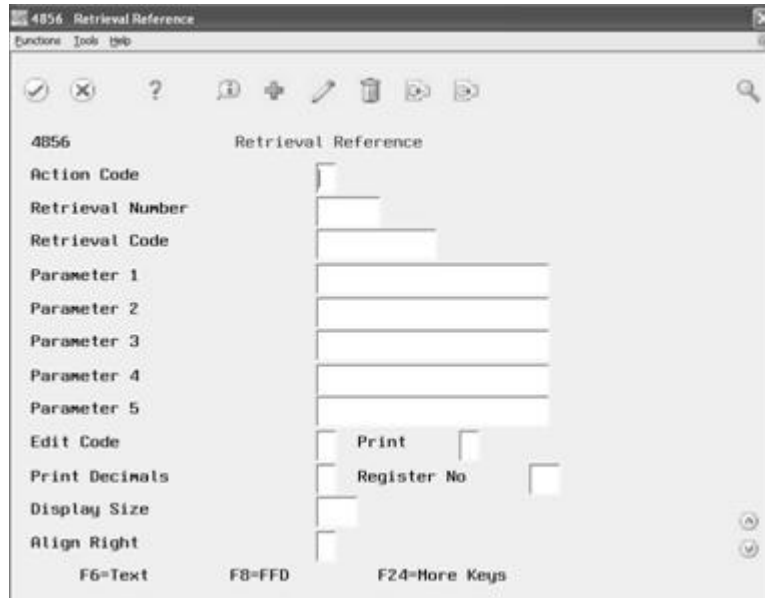 4856 Retrieval Reference
Functions Tools Help
?
4856 Retrieval Reference
Action Code
Retrieval Number
Retrieval Code
Parameter 1
Parameter 2
Parameter 3
Parameter 4
Parameter 5
Edit Code Print
Print Decimals Register No
Display Size
Align Right
F6=Text F8=FFD F24=More Keys